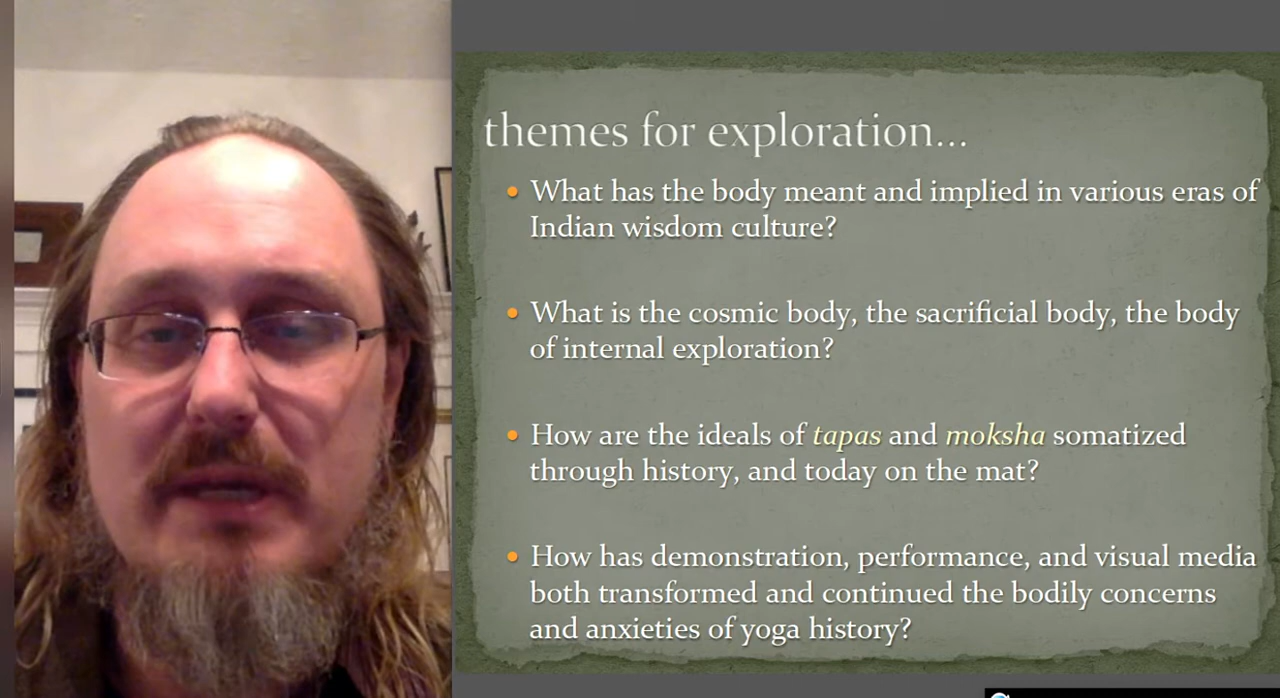 themes for exploration...
• What has the body meant and implied in various eras of
Indian wisdom culture?
• What is the cosmic body, the sacrificial body, the body
of internal exploration?
• How are the ideals of tapas and moksha somatized
through history, and today on the mat?
• How has demonstration, performance, and visual media
both transformed and continued the bodily concerns
and anxieties of yoga history?